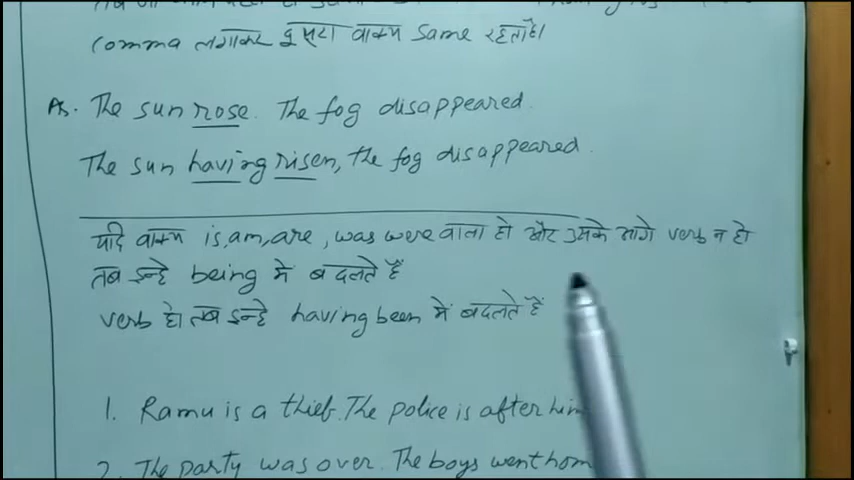 comma लगाकर दूसरा वाक्य same रहता है।
As. The sun rose. The fog disappeared.
The sun having risen, the fog disappeared.
यदि वाक्य is, am, are, was were वाला हो और उसके आगे verb न हो
तब इन्हे being में बदलते हैं
verb हो तब इन्हे having been में बदलते हैं
1. Ramu is a thief. The police is after him
2. The party was over. The boys went hom